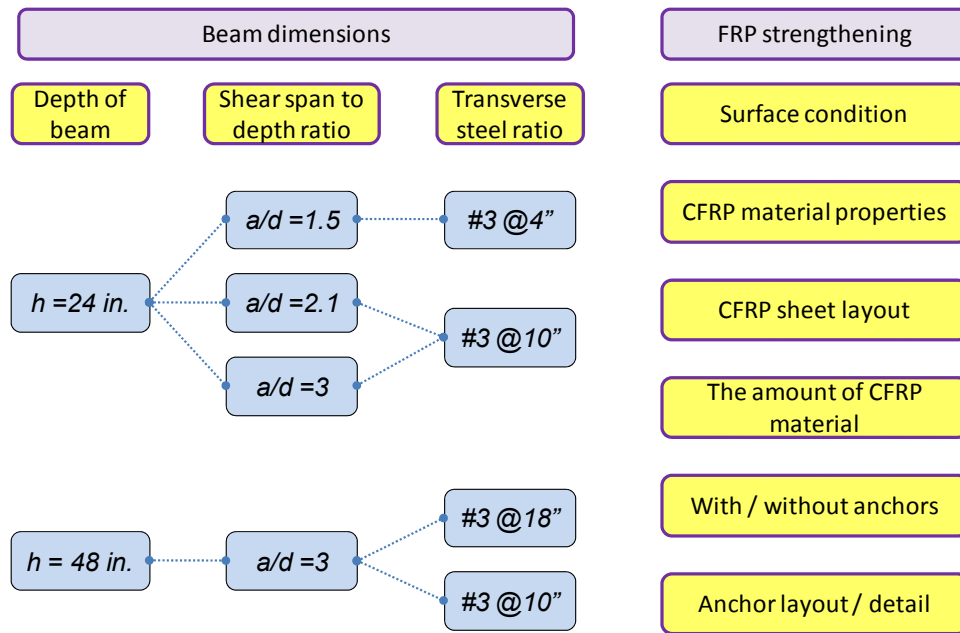 Beam dimensions
FRP strengthening
Depth of
beam
Shear span to
depth ratio
Transverse
steel ratio
Surface condition
a/d =1.5
#3 @4”
CFRP material properties
h =24 in.
a/d =2.1
#3 @10”
CFRP sheet layout
a/d =3
The amount of CFRP
material
#3 @18”
With / without anchors
h = 48 in.
a/d =3
#3 @10”
Anchor layout / detail